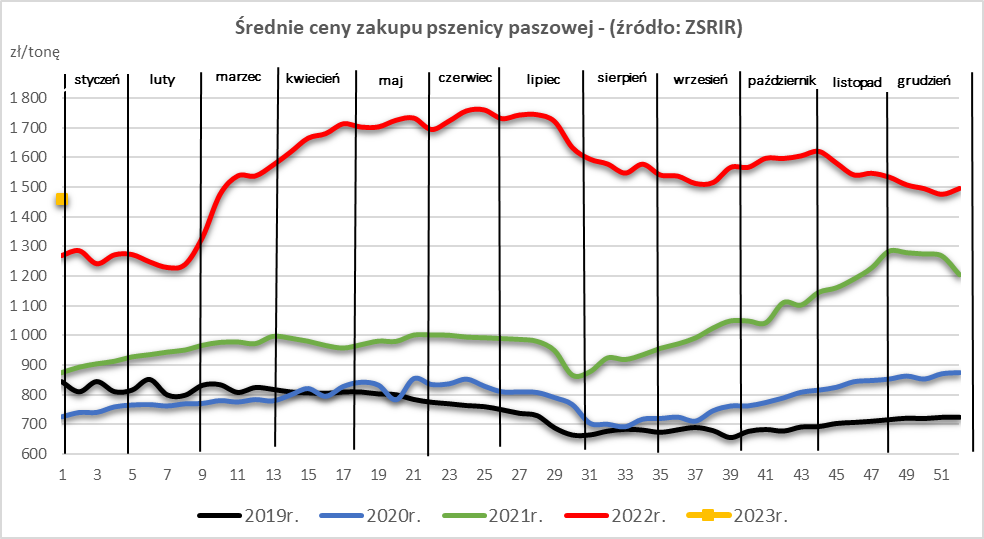 Średnie ceny zakupu pszenicy paszowej - (źródło: ZSRIR)
zł/tonę
styczeń luty marzec kwiecień maj czerwiec lipiec sierpień wrzesień październik listopad grudzień
1 800
1 700
1 600
1 500
1 400
1 300
1 200
1 100
1 000
900
800
700
600
1 3 5 7 9 11 13 15 17 19 21 23 25 27 29 31 33 35 37 39 41 43 45 47 49 51
2019r. 2020r. 2021r. 2022r. 2023r.